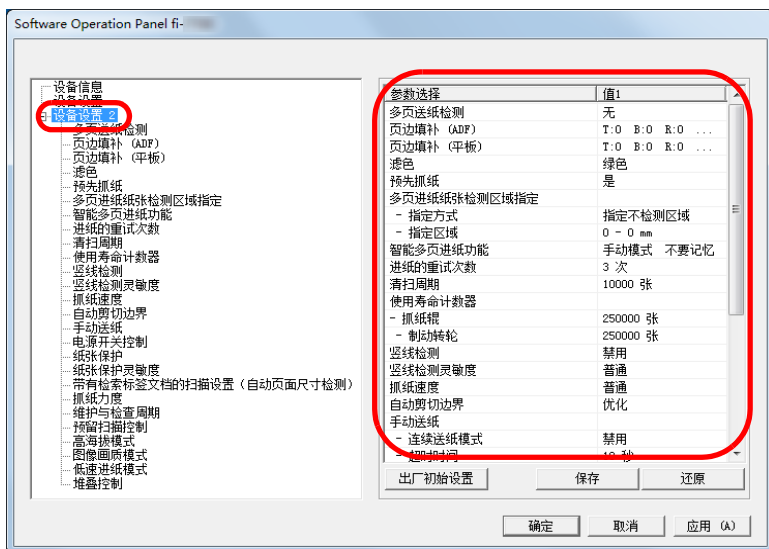 Software Operation Panel fi-
设备信息
设备设置
设备设置 2
多页送纸检测
页边填补 (ADF)
页边填补 (平板)
滤色
预先抓纸
多页进纸纸张检测区域指定
智能多页进纸功能
进纸的重试次数
清扫周期
使用寿命计数器
竖线检测
竖线检测灵敏度
抓纸速度
自动剪切边界
手动送纸
电源开关控制
纸张保护
纸张保护灵敏度
带有检索标签文档的扫描设置(自动页面尺寸检测)
抓纸力度
维护与检查周期
预留扫描控制
高海拔模式
图像画质模式
低速进纸模式
堆叠控制
参数选择 值1
多页送纸检测 无
页边填补 (ADF) T:0 B:0 R:0 ...
页边填补 (平板) T:0 B:0 R:0 ...
滤色 绿色
预先抓纸 是
多页进纸纸张检测区域指定
- 指定方式 指定不检测区域
- 指定区域 0 - 0 mm
智能多页进纸功能 手动模式 不要记忆
进纸的重试次数 3 次
清扫周期 10000 张
使用寿命计数器
- 抓纸辊 250000 张
- 制动转轮 250000 张
竖线检测 禁用
竖线检测灵敏度 普通
抓纸速度 普通
自动剪切边界 优化
手动送纸
- 连续送纸模式 禁用
- 超时时间 10 秒
出厂初始设置 保存 还原
确定 取消 应用 (A)